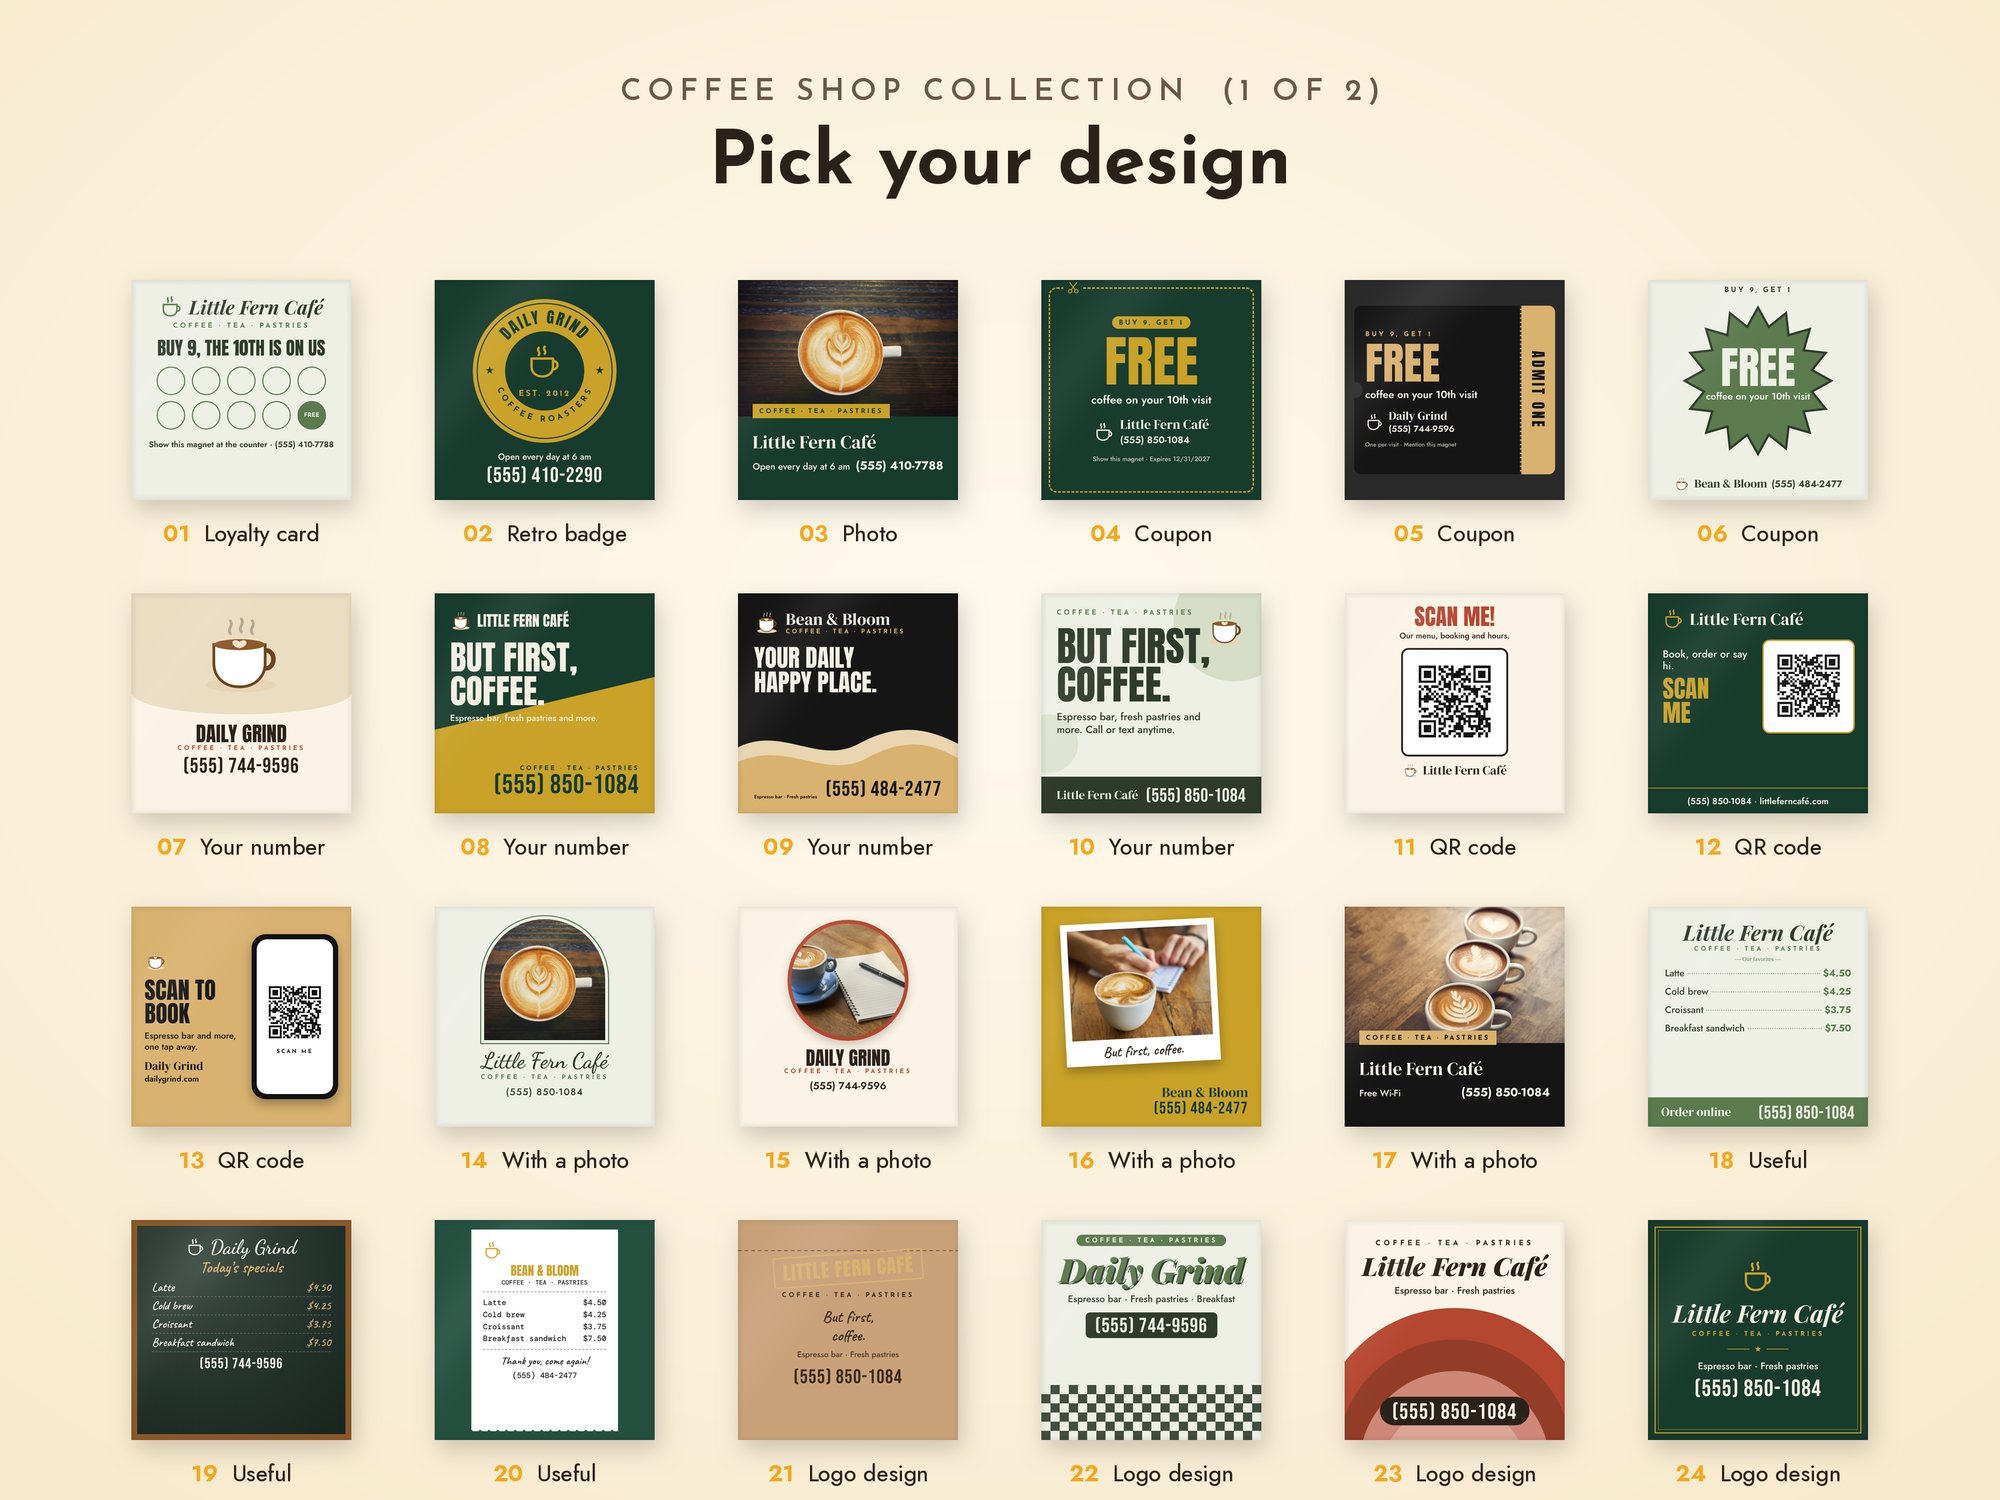 COFFEE SHOP COLLECTION (1 OF 2)
Pick your design
Little Fern Café
COFFEE · TEA · PASTRIES
BUY 9, THE 10TH IS ON US
FREE
Show this magnet at the counter · (555) 410-7788
01 Loyalty card
DAILY GRIND
EST. 2012
COFFEE ROASTERS
Open every day at 6 am
(555) 410-2290
02 Retro badge
COFFEE · TEA · PASTRIES
Little Fern Café
Open every day at 6 am (555) 410-7788
03 Photo
BUY 9, GET 1
FREE
coffee on your 10th visit
Little Fern Café
(555) 850-1084
Show this magnet · Expires 12/31/2027
04 Coupon
BUY 9, GET 1
FREE
coffee on your 10th visit
Daily Grind
(555) 744-9596
One per visit · Mention this magnet
ADMIT ONE
05 Coupon
BUY 9, GET 1
FREE
coffee on your 10th visit
Bean & Bloom (555) 484-2477
06 Coupon
DAILY GRIND
COFFEE · TEA · PASTRIES
(555) 744-9596
07 Your number
LITTLE FERN CAFÉ
BUT FIRST,
COFFEE.
Espresso bar, fresh pastries and more.
COFFEE · TEA · PASTRIES
(555) 850-1084
08 Your number
Bean & Bloom
COFFEE · TEA · PASTRIES
YOUR DAILY
HAPPY PLACE.
Espresso bar · Fresh pastries (555) 484-2477
09 Your number
COFFEE · TEA · PASTRIES
BUT FIRST,
COFFEE.
Espresso bar, fresh pastries and
more. Call or text anytime.
Little Fern Café (555) 850-1084
10 Your number
SCAN ME!
Our menu, booking and hours.
Little Fern Café
11 QR code
Little Fern Café
Book, order or say
hi.
SCAN
ME
(555) 850-1084 · littleferncafé.com
12 QR code
SCAN TO
BOOK
Espresso bar and more,
one tap away.
Daily Grind
dailygrind.com
SCAN ME
13 QR code
Little Fern Café
COFFEE · TEA · PASTRIES
(555) 850-1084
14 With a photo
DAILY GRIND
COFFEE · TEA · PASTRIES
(555) 744-9596
15 With a photo
But first, coffee.
Bean & Bloom
(555) 484-2477
16 With a photo
COFFEE · TEA · PASTRIES
Little Fern Café
Free Wi-Fi (555) 850-1084
17 With a photo
Little Fern Café
COFFEE · TEA · PASTRIES
— Our favorites —
Latte $4.50
Cold brew $4.25
Croissant $3.75
Breakfast sandwich $7.50
Order online (555) 850-1084
18 Useful
Daily Grind
Today's specials
Latte $4.50
Cold brew $4.25
Croissant $3.75
Breakfast sandwich $7.50
(555) 744-9596
19 Useful
BEAN & BLOOM
COFFEE · TEA · PASTRIES
Latte $4.50
Cold brew $4.25
Croissant $3.75
Breakfast sandwich $7.50
Thank you, come again!
(555) 484-2477
20 Useful
LITTLE FERN CAFÉ
COFFEE · TEA · PASTRIES
But first,
coffee.
Espresso bar · Fresh pastries
(555) 850-1084
21 Logo design
COFFEE · TEA · PASTRIES
Daily Grind
Espresso bar · Fresh pastries · Breakfast
(555) 744-9596
22 Logo design
COFFEE · TEA · PASTRIES
Little Fern Café
Espresso bar · Fresh pastries
(555) 850-1084
23 Logo design
Little Fern Café
COFFEE · TEA · PASTRIES
Espresso bar · Fresh pastries
(555) 850-1084
24 Logo design